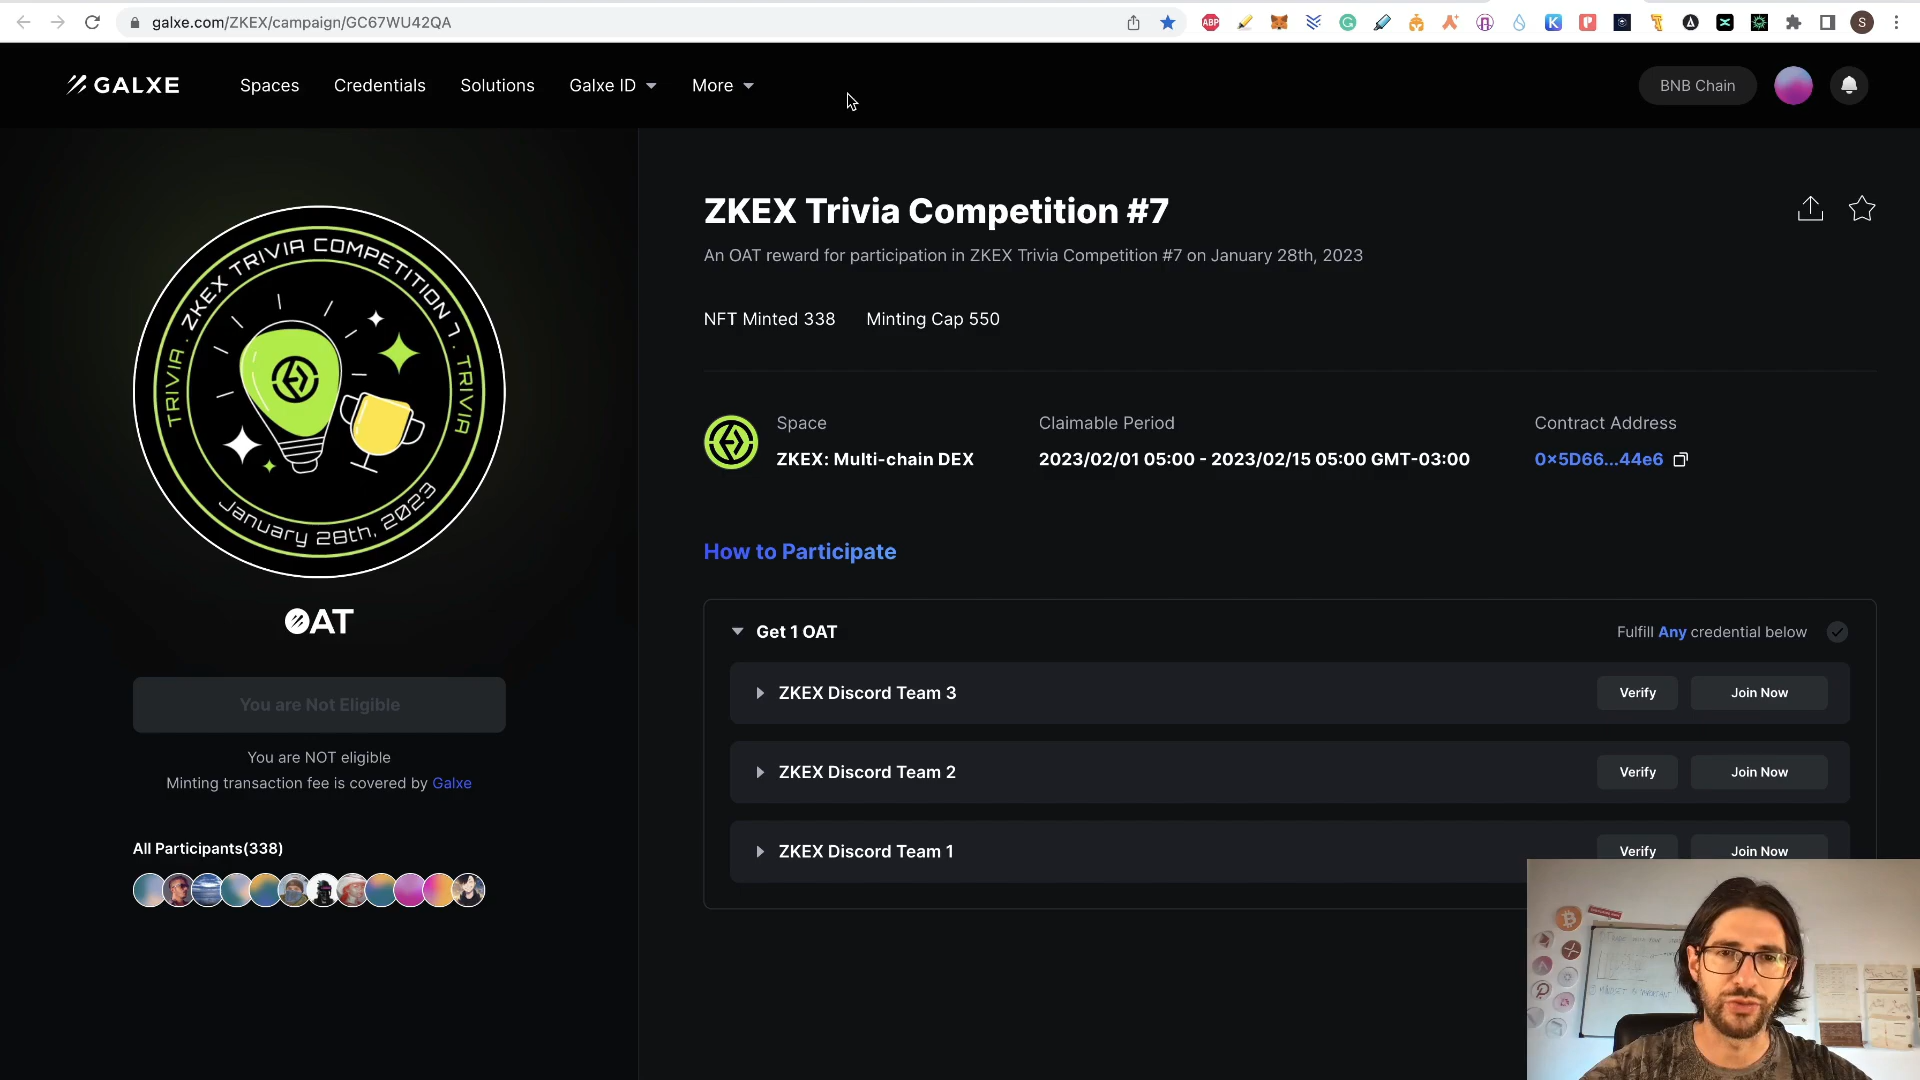 galxe.com/ZKEX/campaign/GC67WU42QA
ABP
S
GALXE
Spaces
Credentials
Solutions
Galxe ID
More
BNB Chain
TRIVIA . ZKEX TRIVIA COMPETITION 7 . TRIVIA
January 28th, 2023
OAT
You are Not Eligible
You are NOT eligible
Minting transaction fee is covered by Galxe
All Participants(338)
ZKEX Trivia Competition #7
An OAT reward for participation in ZKEX Trivia Competition #7 on January 28th, 2023
NFT Minted 338
Minting Cap 550
Space
ZKEX: Multi-chain DEX
Claimable Period
2023/02/01 05:00 - 2023/02/15 05:00 GMT-03:00
Contract Address
0x5D66...44e6
How to Participate
Get 1 OAT
Fulfill Any credential below
ZKEX Discord Team 3
Verify
Join Now
ZKEX Discord Team 2
Verify
Join Now
ZKEX Discord Team 1
Verify
Join Now